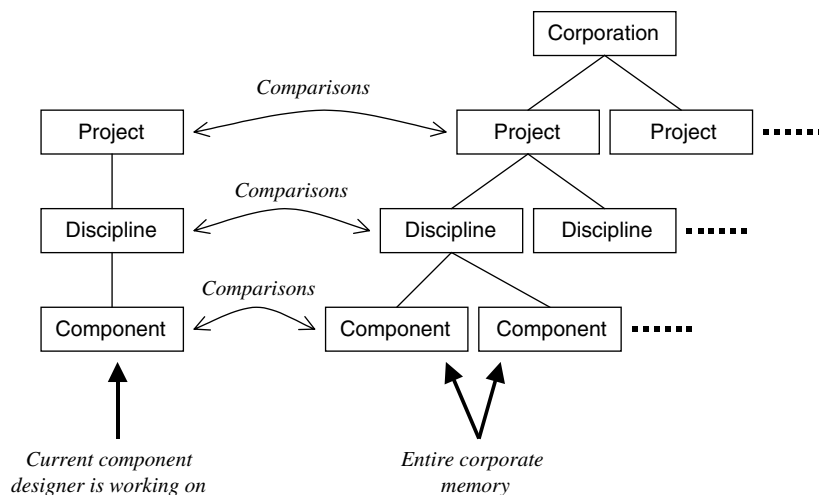 Corporation
Comparisons
Project
Project
Project
Comparisons
Discipline
Discipline
Discipline
Comparisons
Component
Component
Component
Current component
designer is working on
Entire corporate
memory